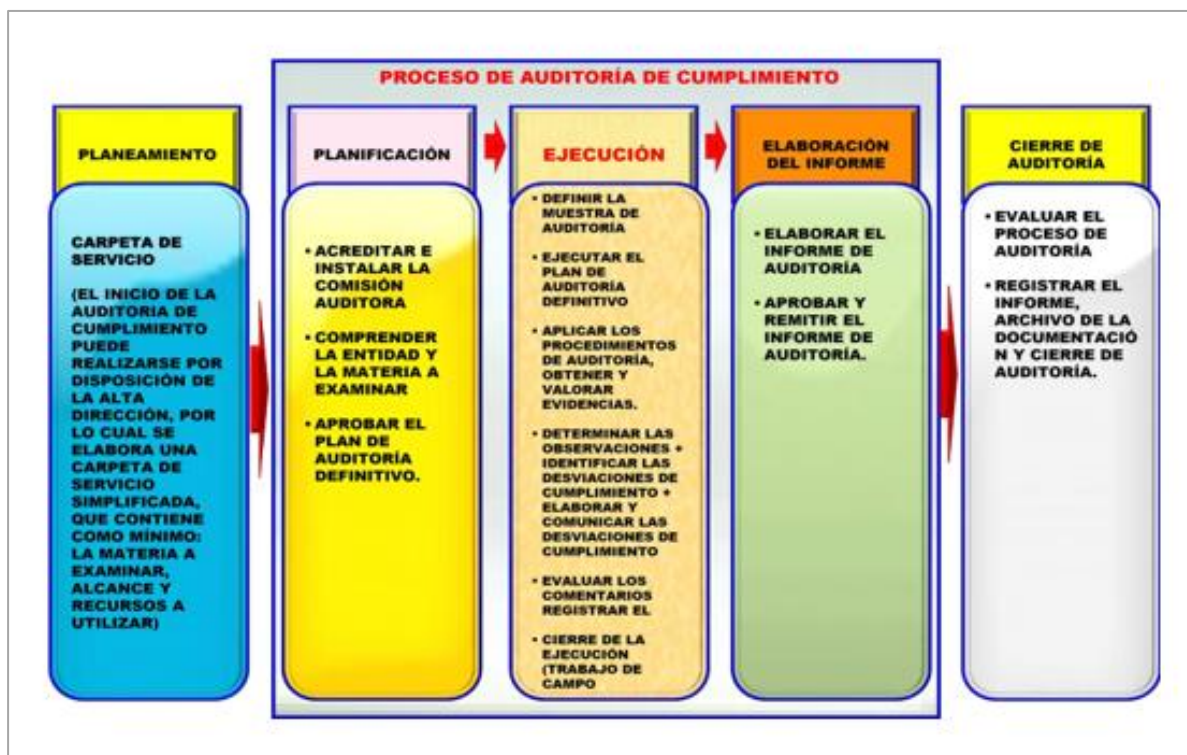 PROCESO DE AUDITORÍA DE CUMPLIMIENTO
PLANEAMIENTO
CARPETA DE
SERVICIO
(EL INICIO DE LA
AUDITORIA DE
CUMPLIMIENTO
PUEDE
REALIZARSE POR
DISPOSICIÓN DE
LA ALTA
DIRECCIÓN, POR
LO CUAL SE
ELABORA UNA
CARPETA DE
SERVICIO
SIMPLIFICADA,
QUE CONTIENE
COMO MÍNIMO:
LA MATERIA A
EXAMINAR,
ALCANCE Y
RECURSOS A
UTILIZAR)
PLANIFICACIÓN
• ACREDITAR E
INSTALAR LA
COMISIÓN
AUDITORA
• COMPRENDER
LA ENTIDAD Y
LA MATERIA A
EXAMINAR
• APROBAR EL
PLAN DE
AUDITORÍA
DEFINITIVO.
EJECUCIÓN
• DEFINIR LA
MUESTRA DE
AUDITORÍA
• EJECUTAR EL
PLAN DE
AUDITORÍA
DEFINITIVO
• APLICAR LOS
PROCEDIMIENTOS
DE AUDITORÍA,
OBTENER Y
VALORAR
EVIDENCIAS.
• DETERMINAR LAS
OBSERVACIONES +
IDENTIFICAR LAS
DESVIACIONES DE
CUMPLIMIENTO +
ELABORAR Y
COMUNICAR LAS
DESVIACIONES DE
CUMPLIMIENTO
• EVALUAR LOS
COMENTARIOS
REGISTRAR EL
• CIERRE DE LA
EJECUCIÓN
(TRABAJO DE
CAMPO
ELABORACIÓN
DEL INFORME
• ELABORAR EL
INFORME DE
AUDITORÍA
• APROBAR Y
REMITIR EL
INFORME DE
AUDITORÍA.
CIERRE DE
AUDITORÍA
• EVALUAR EL
PROCESO DE
AUDITORÍA
• REGISTRAR EL
INFORME,
ARCHIVO DE LA
DOCUMENTACIÓ
N Y CIERRE DE
AUDITORÍA.